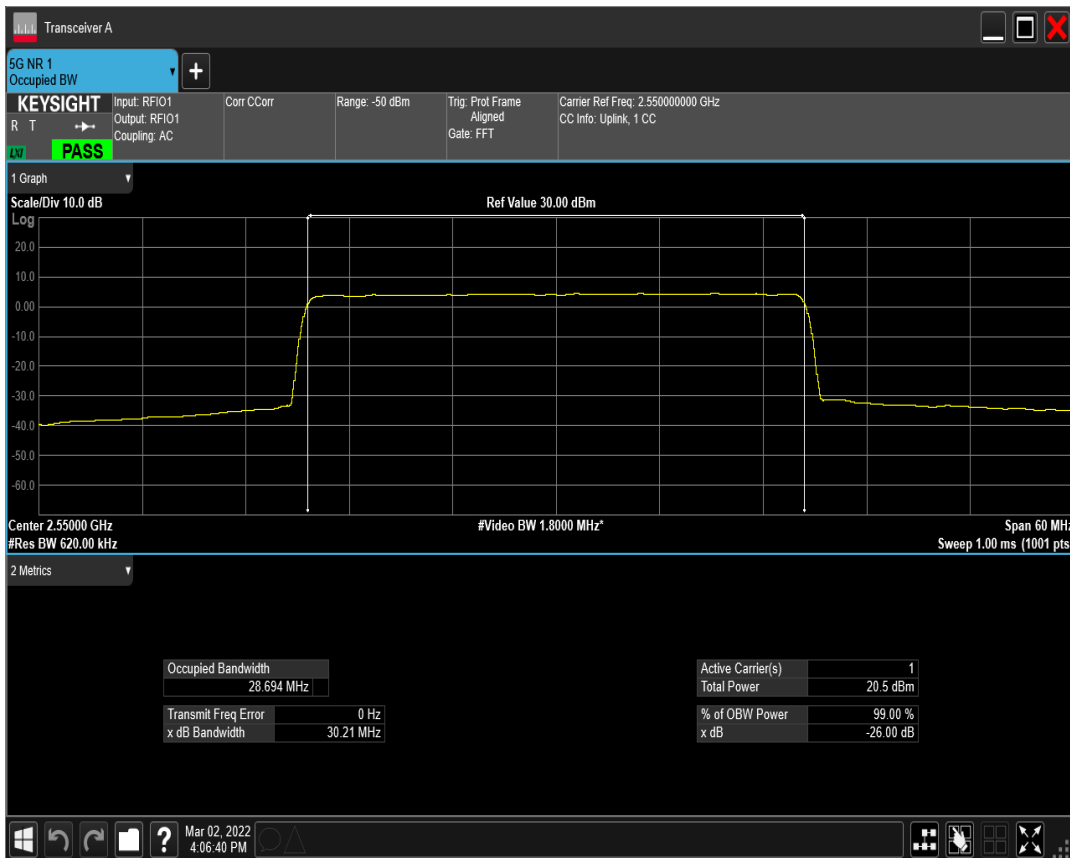 Transceiver A
5G NR 1
Occupied BW
KEYSIGHT
R T
LXI
PASS
Input: RFIO1
Output: RFIO1
Coupling: AC
Corr CCorr
Range: -50 dBm
Trig: Prot Frame
Aligned
Gate: FFT
Carrier Ref Freq: 2.550000000 GHz
CC Info: Uplink, 1 CC
1 Graph
Scale/Div 10.0 dB
Ref Value 30.00 dBm
Log
20.0
10.0
0.00
-10.0
-20.0
-30.0
-40.0
-50.0
-60.0
Center 2.55000 GHz
#Video BW 1.8000 MHz*
Span 60 MHz
#Res BW 620.00 kHz
Sweep 1.00 ms (1001 pts
2 Metrics
Occupied Bandwidth
28.694 MHz
Transmit Freq Error 0 Hz
x dB Bandwidth 30.21 MHz
Active Carrier(s) 1
Total Power 20.5 dBm
% of OBW Power 99.00 %
x dB -26.00 dB
?
Mar 02, 2022
4:06:40 PM